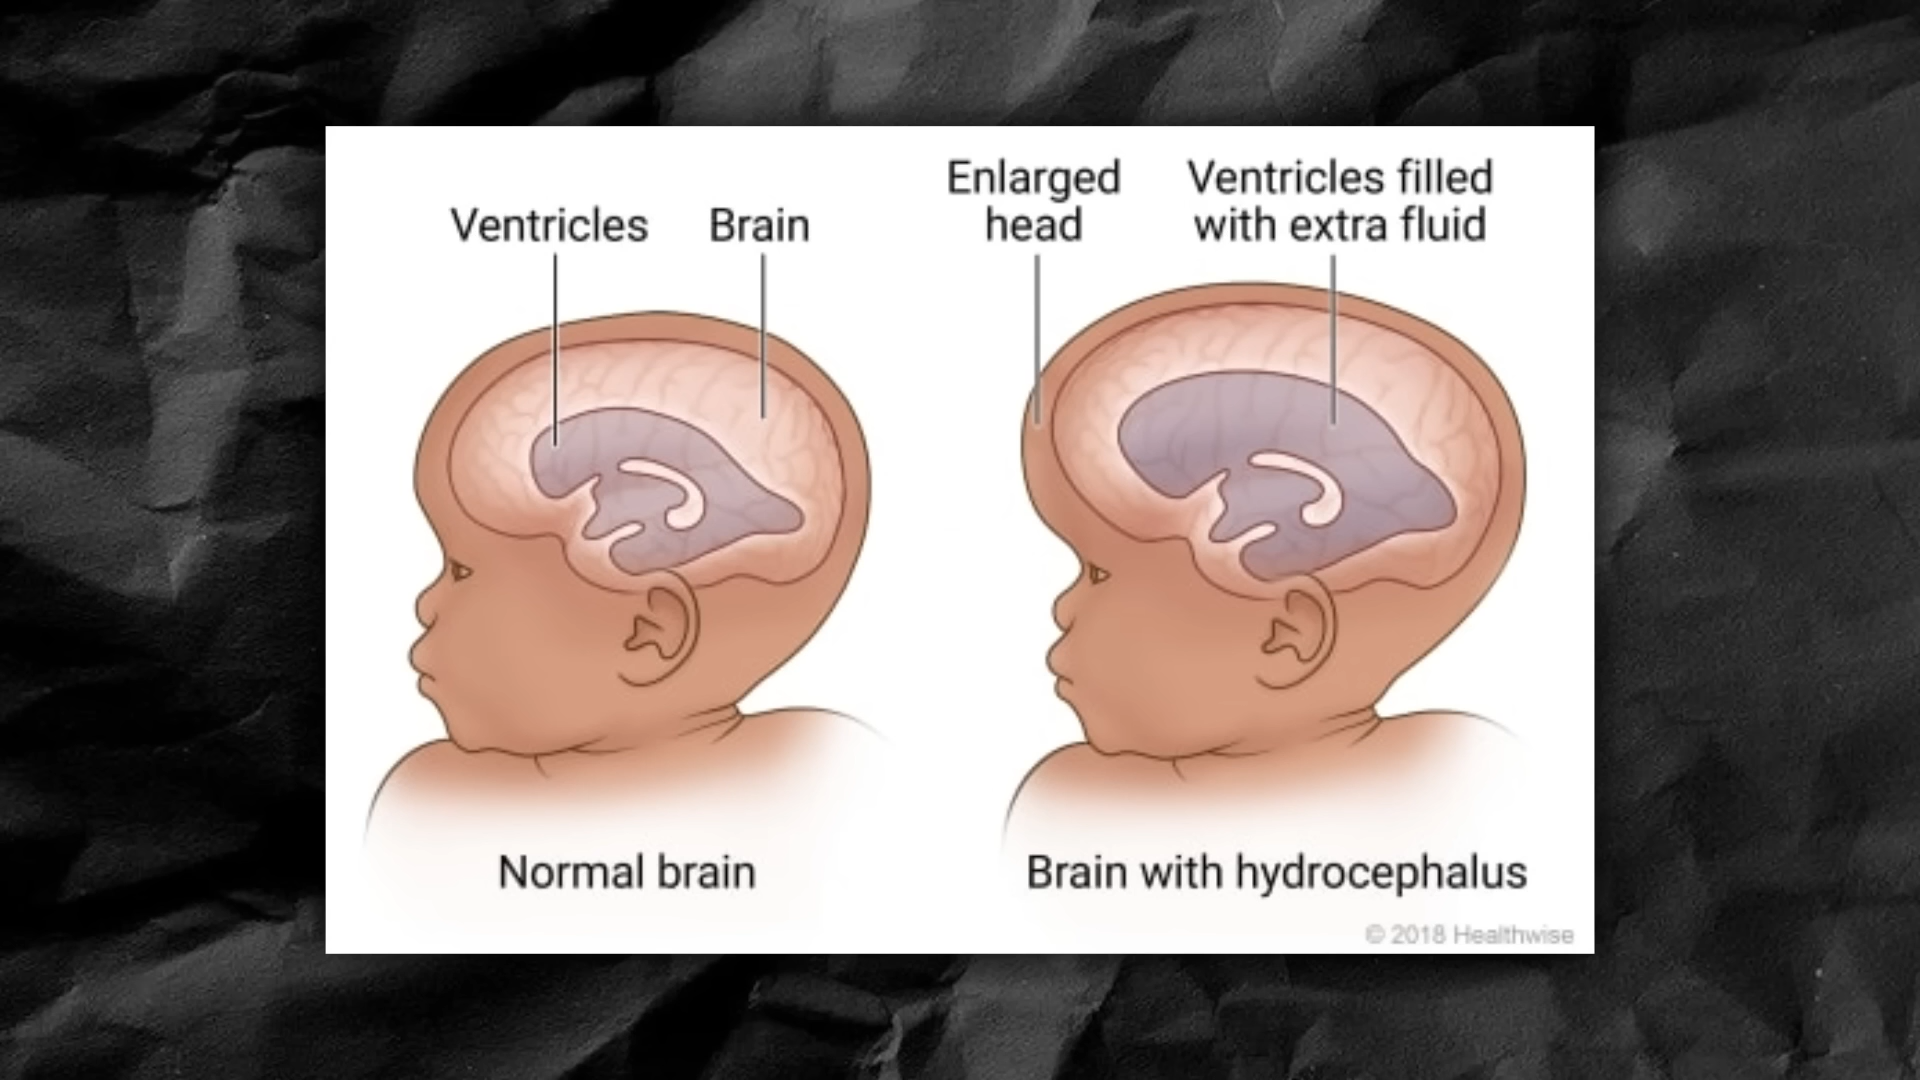 Ventricles
Brain
Enlarged
head
Ventricles filled
with extra fluid
Normal brain
Brain with hydrocephalus
© 2018 Healthwise